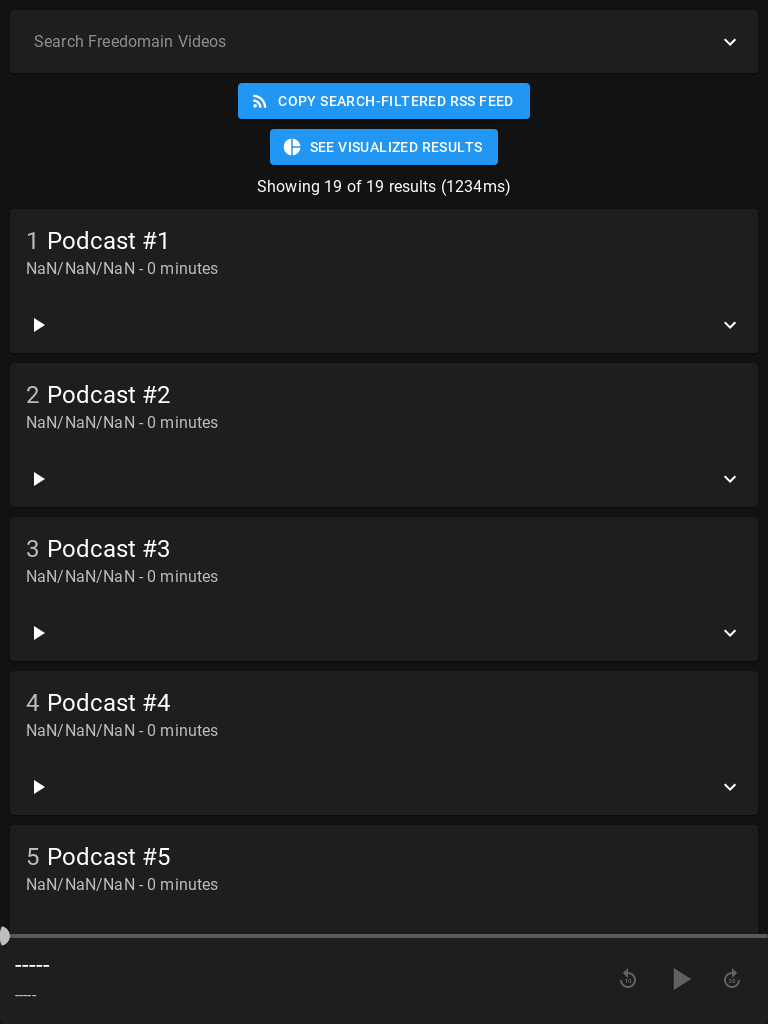 Search Freedomain Videos
COPY SEARCH-FILTERED RSS FEED
SEE VISUALIZED RESULTS
Showing 19 of 19 results (1234ms)
1 Podcast #1
NaN/NaN/NaN - 0 minutes
2 Podcast #2
NaN/NaN/NaN - 0 minutes
3 Podcast #3
NaN/NaN/NaN - 0 minutes
4 Podcast #4
NaN/NaN/NaN - 0 minutes
5 Podcast #5
NaN/NaN/NaN - 0 minutes
-----
-----
10
30